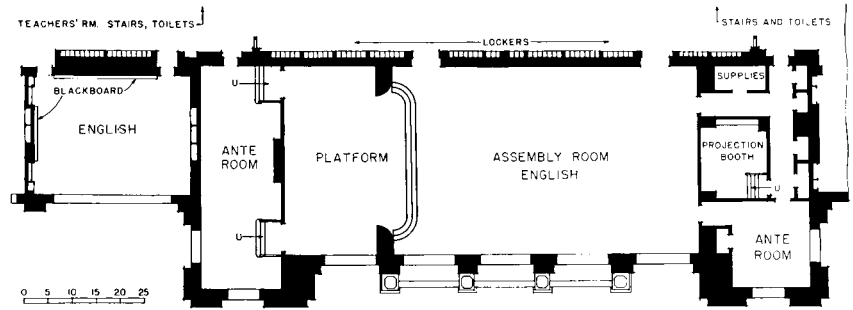 TEACHERS' RM. STAIRS, TOILETS
STAIRS AND TOILETS
LOCKERS
SUPPLIES
U
BLACKBOARD
ENGLISH
ANTE
ROOM
PLATFORM
ASSEMBLY ROOM
ENGLISH
PROJECTION
BOOTH
U
U
ANTE
ROOM
0 5 10 15 20 25